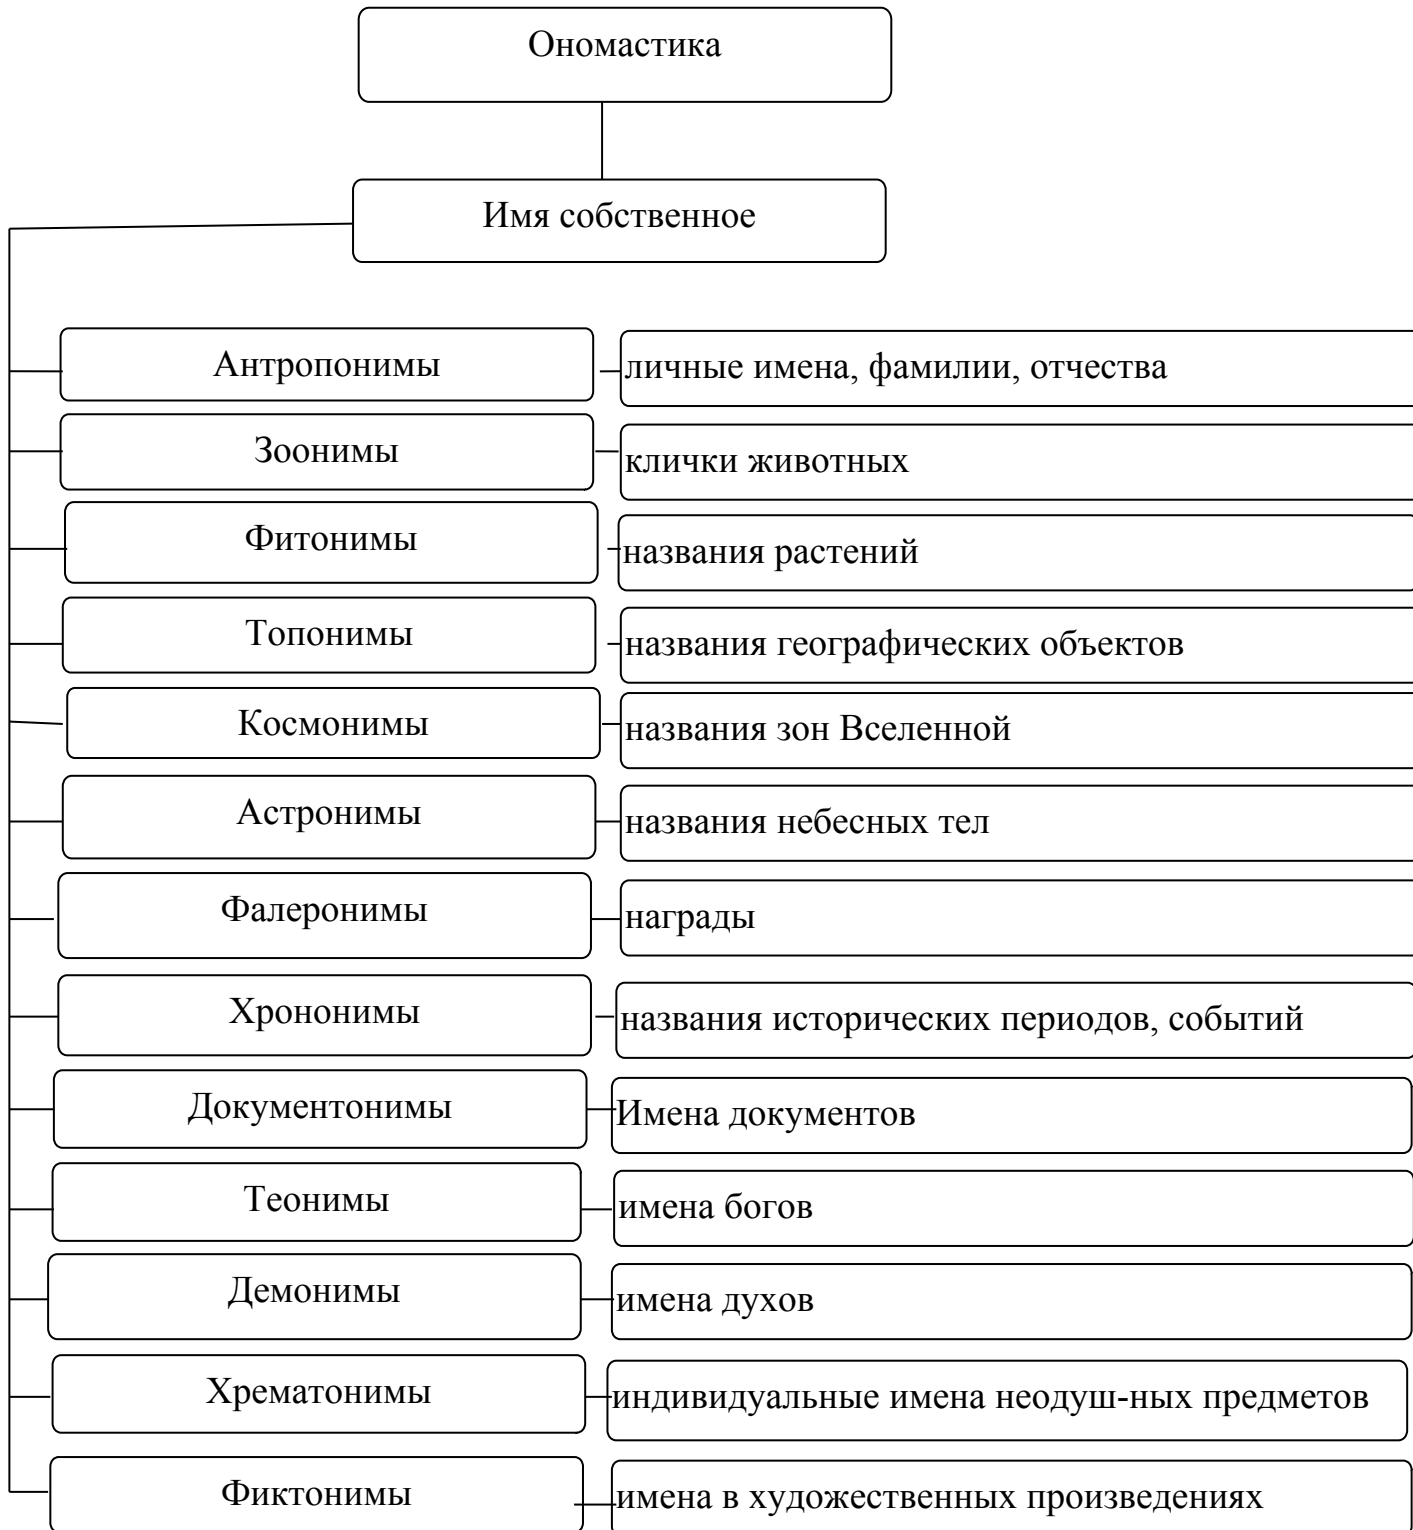 Ономастика
Имя собственное
Антропонимы
личные имена, фамилии, отчества
Зоонимы
клички животных
Фитонимы
названия растений
Топонимы
названия географических объектов
Космонимы
названия зон Вселенной
Астронимы
названия небесных тел
Фалеронимы
награды
Хрононимы
названия исторических периодов, событий
Документонимы
Имена документов
Теонимы
имена богов
Демонимы
имена духов
Хрематонимы
индивидуальные имена неодуш-ных предметов
Фиктонимы
имена в художественных произведениях